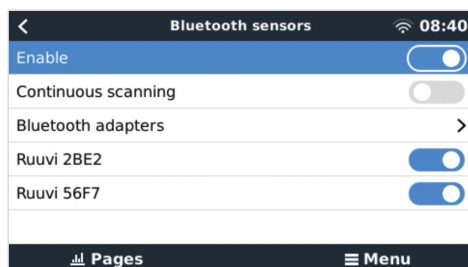 Bluetooth sensors 08:40
Enable
Continuous scanning
Bluetooth adapters
Ruuvi 2BE2
Ruuvi 56F7
Pages Menu